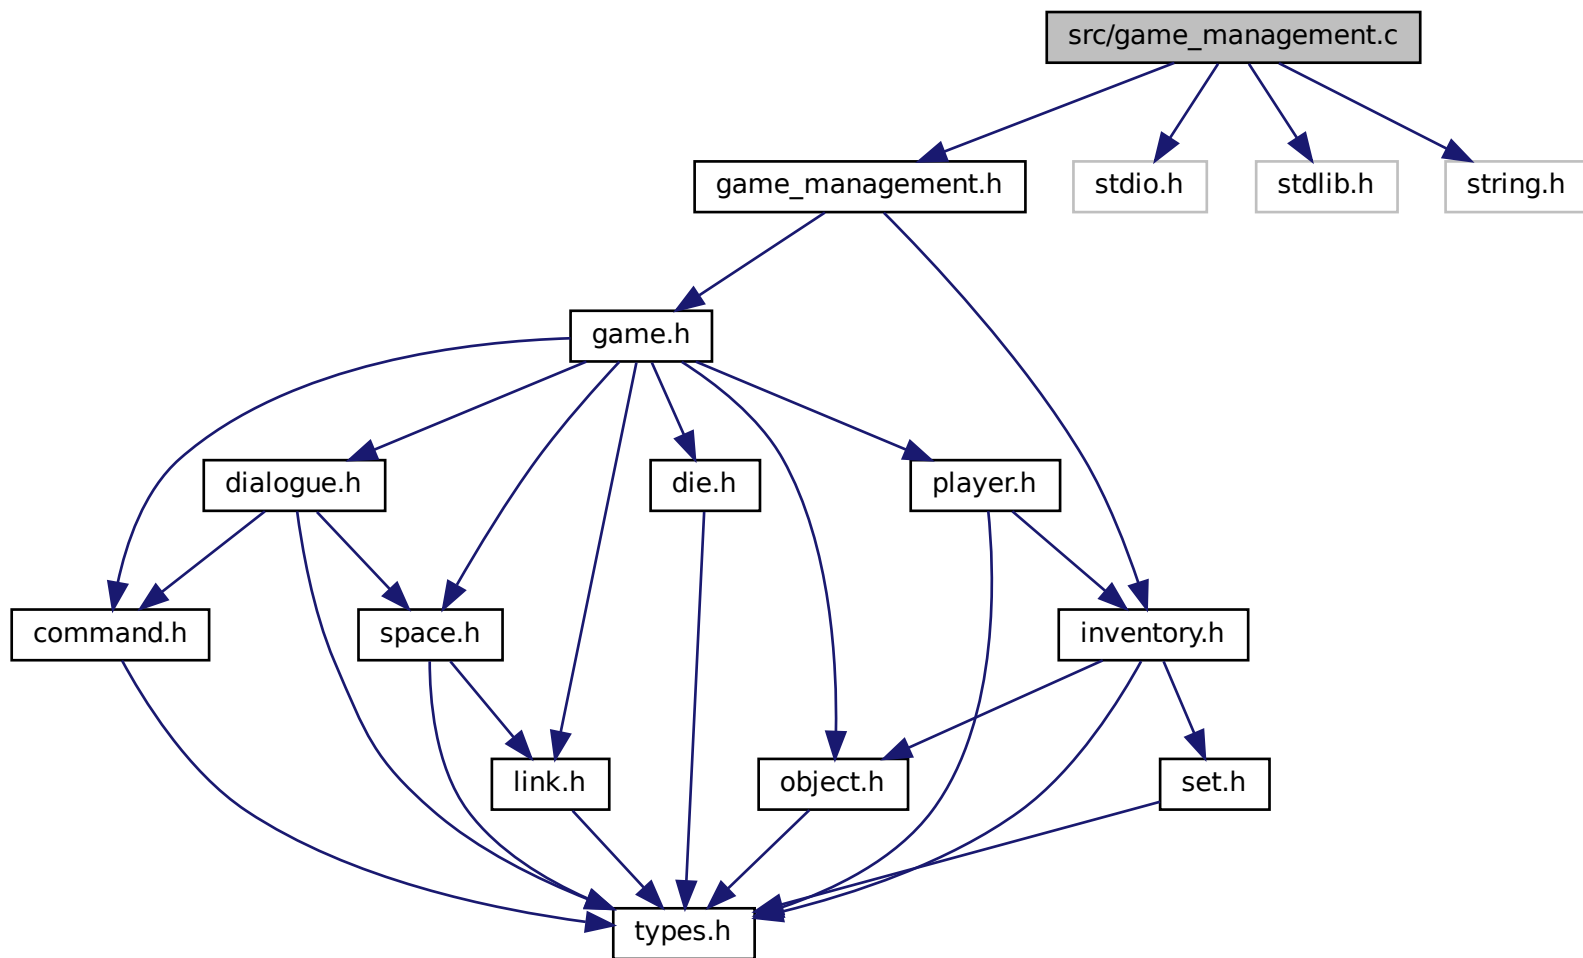 src/game_management.c
game_management.h
stdio.h
stdlib.h
string.h
game.h
dialogue.h
die.h
player.h
command.h
space.h
inventory.h
link.h
object.h
set.h
types.h